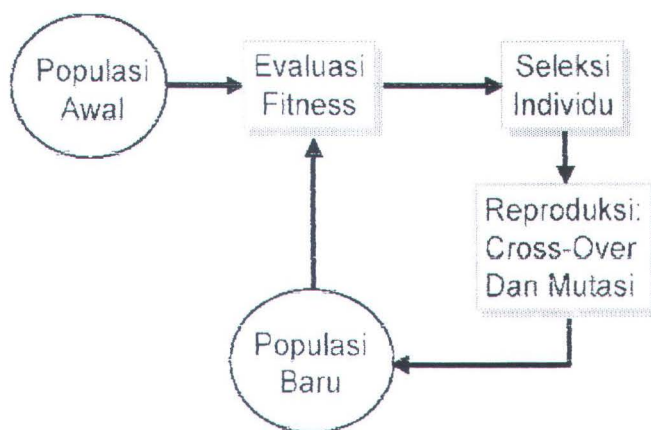 Populasi
Awal
Evaluasi
Fitness
Seleksi
Individu
Reproduksi:
Cross-Over
Dan Mutasi
Populasi
Baru